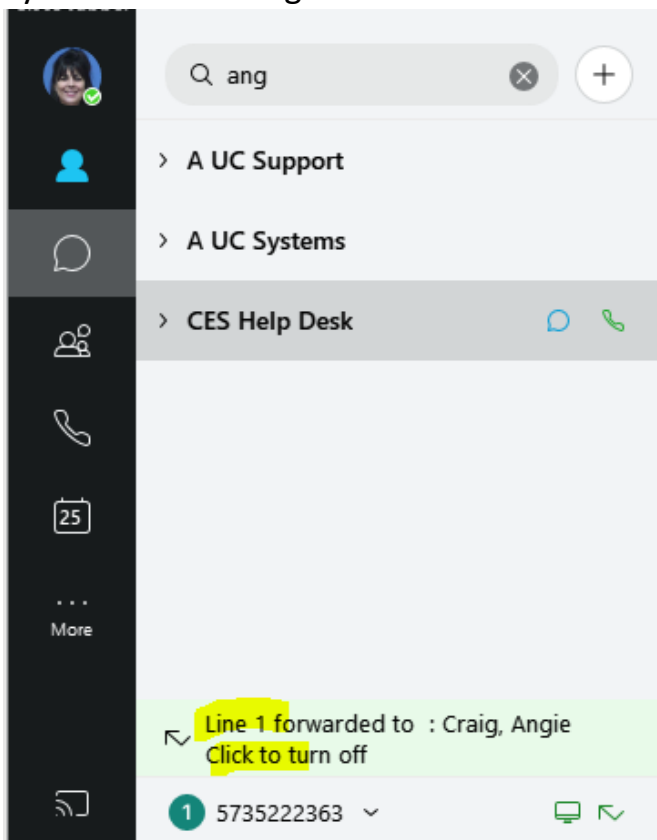 ang
A UC Support
A UC Systems
CES Help Desk
25
...
More
Line 1 forwarded to : Craig, Angie
Click to turn off
1 5735222363